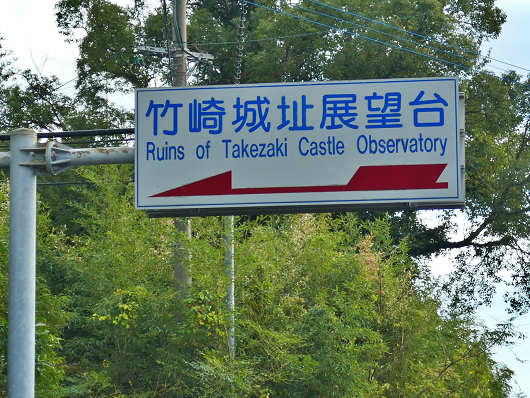 竹崎城址展望台
Ruins of Takezaki Castle Observatory